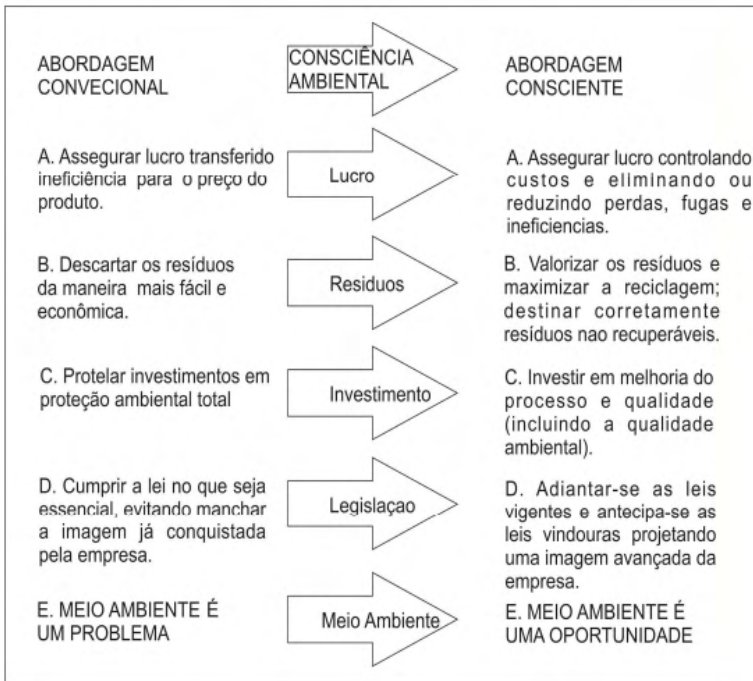 ABORDAGEM
CONVECIONAL
CONSCIÊNCIA
AMBIENTAL
ABORDAGEM
CONSCIENTE
A. Assegurar lucro transferido
ineficiência para o preço do
produto.
Lucro
A. Assegurar lucro controlando
custos e eliminando ou
reduzindo perdas, fugas e
ineficiencias.
B. Descartar os resíduos
da maneira mais fácil e
econômica.
Residuos
B. Valorizar os resíduos e
maximizar a reciclagem;
destinar corretamente
resíduos nao recuperáveis.
C. Protelar investimentos em
proteção ambiental total
Investimento
C. Investir em melhoria do
processo e qualidade
(incluindo a qualidade
ambiental).
D. Cumprir a lei no que seja
essencial, evitando manchar
a imagem já conquistada
pela empresa.
Legislaçao
D. Adiantar-se as leis
vigentes e antecipa-se as
leis vindouras projetando
uma imagem avançada da
empresa.
E. MEIO AMBIENTE É
UM PROBLEMA
Meio Ambiente
E. MEIO AMBIENTE É
UMA OPORTUNIDADE